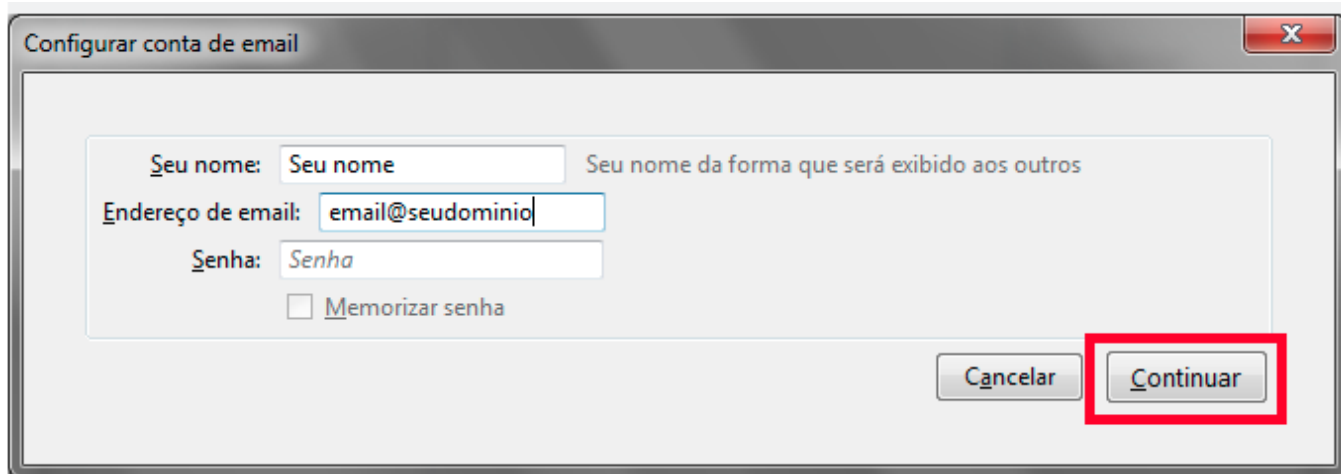 Configurar conta de email
x
Seu nome: Seu nome Seu nome da forma que será exibido aos outros
Endereço de email: email@seudominio
Senha: Senha
Memorizar senha
Cancelar Continuar